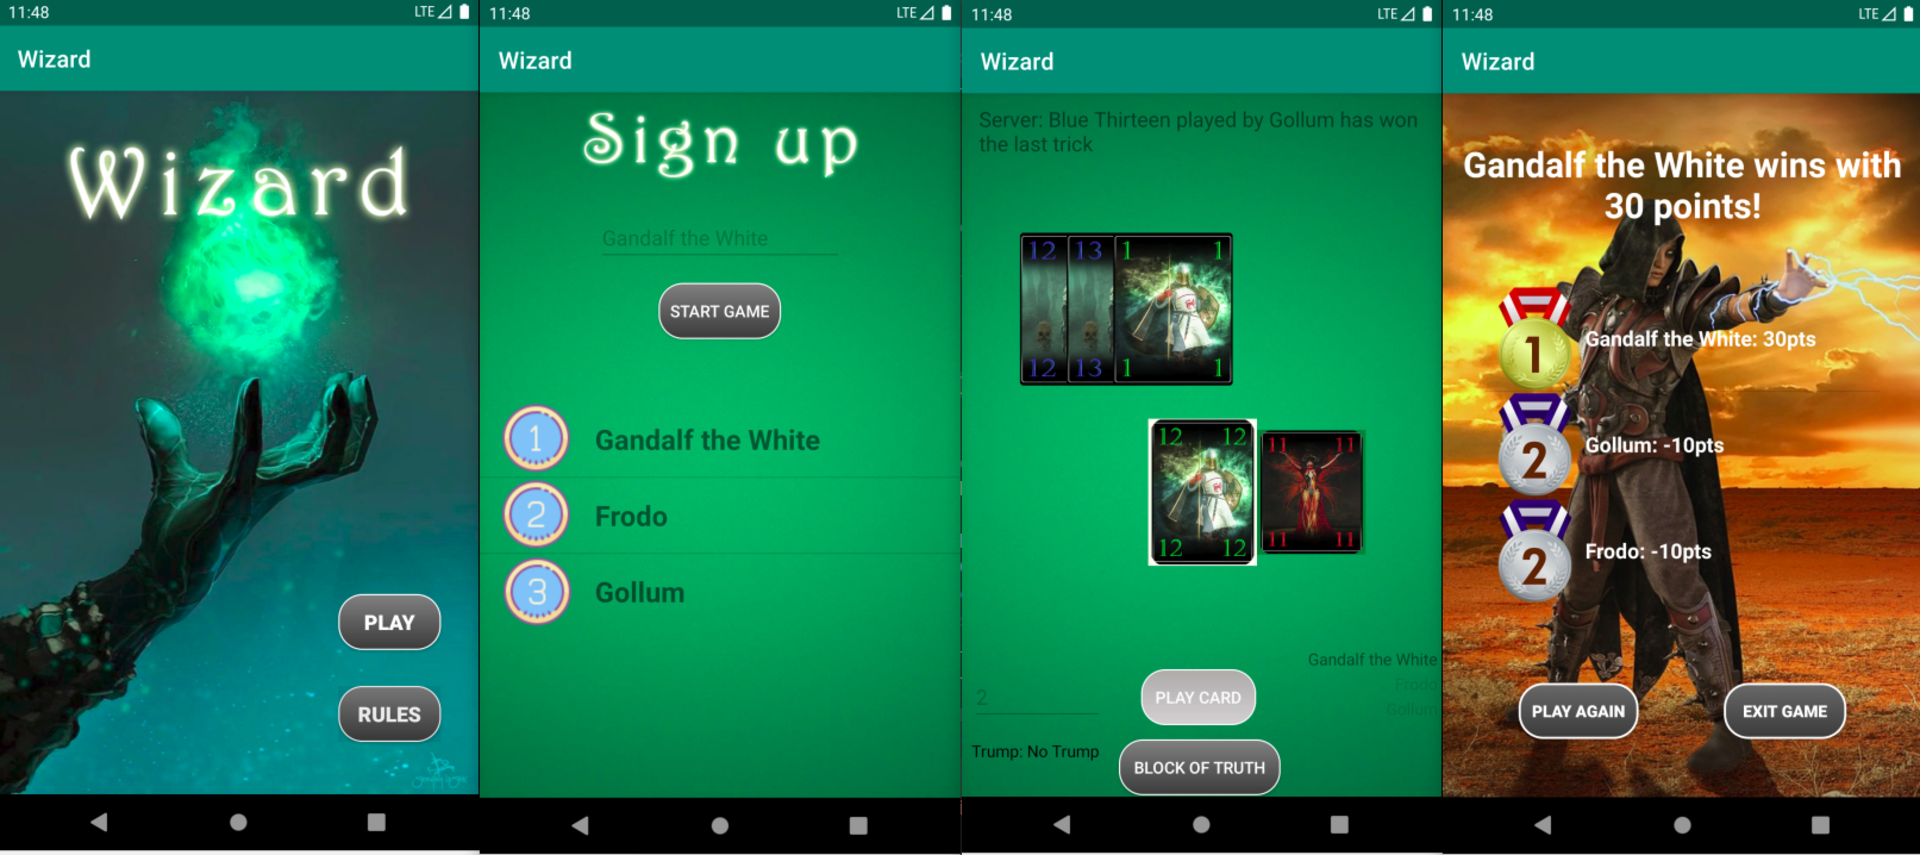 11:48
LTE
Wizard
Wizard
PLAY
RULES
11:48
LTE
Wizard
Sign up
Gandalf the White
START GAME
1 Gandalf the White
2 Frodo
3 Gollum
11:48
LTE
Wizard
Server: Blue Thirteen played by Gollum has won
the last trick
12 13 1 1
12 13 1 1
12 12 11 11
12 12 11 11
Gandalf the White
Frodo
Gollum
2
PLAY CARD
Trump: No Trump
BLOCK OF TRUTH
11:48
LTE
Wizard
Gandalf the White wins with
30 points!
1 Gandalf the White: 30pts
2 Gollum: -10pts
2 Frodo: -10pts
PLAY AGAIN
EXIT GAME